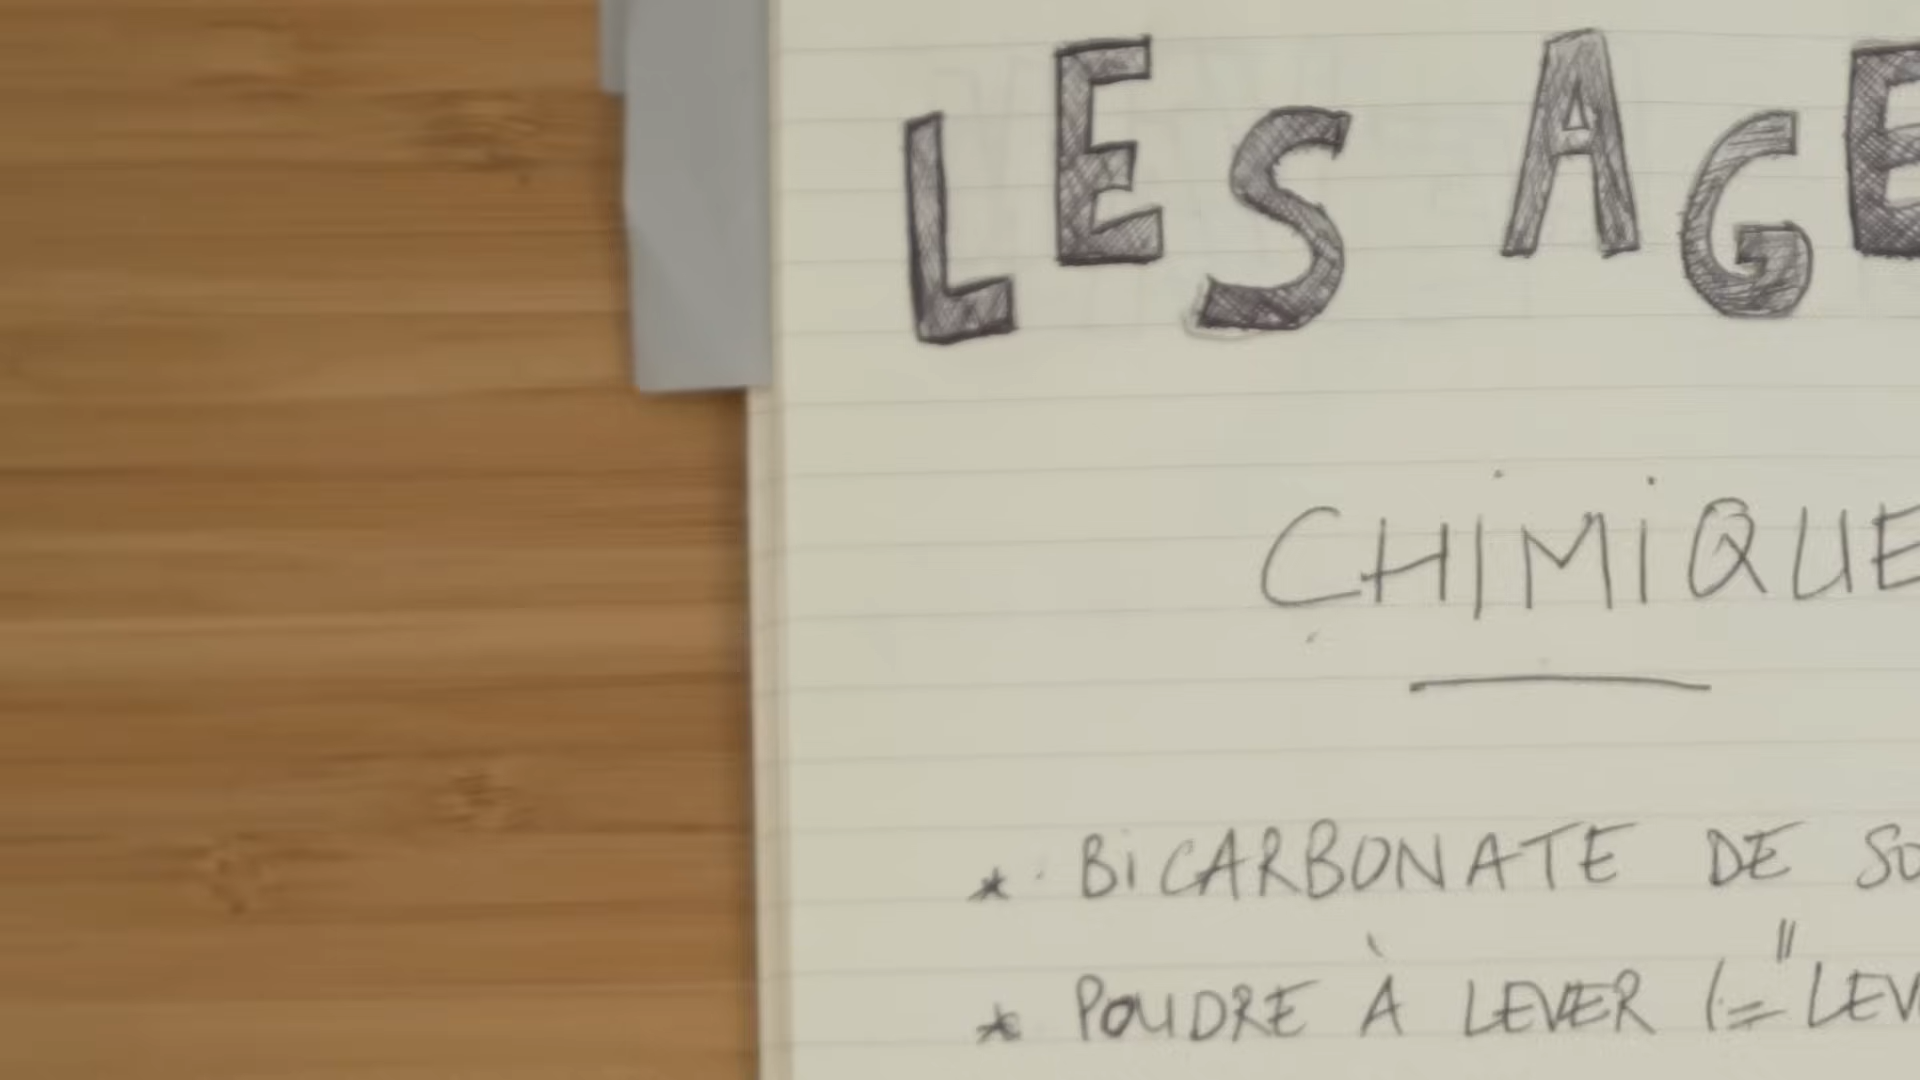 LES AGE
CHIMIQUE
* BICARBONATE DE SO
* POUDRE À LEVER (= "LEV